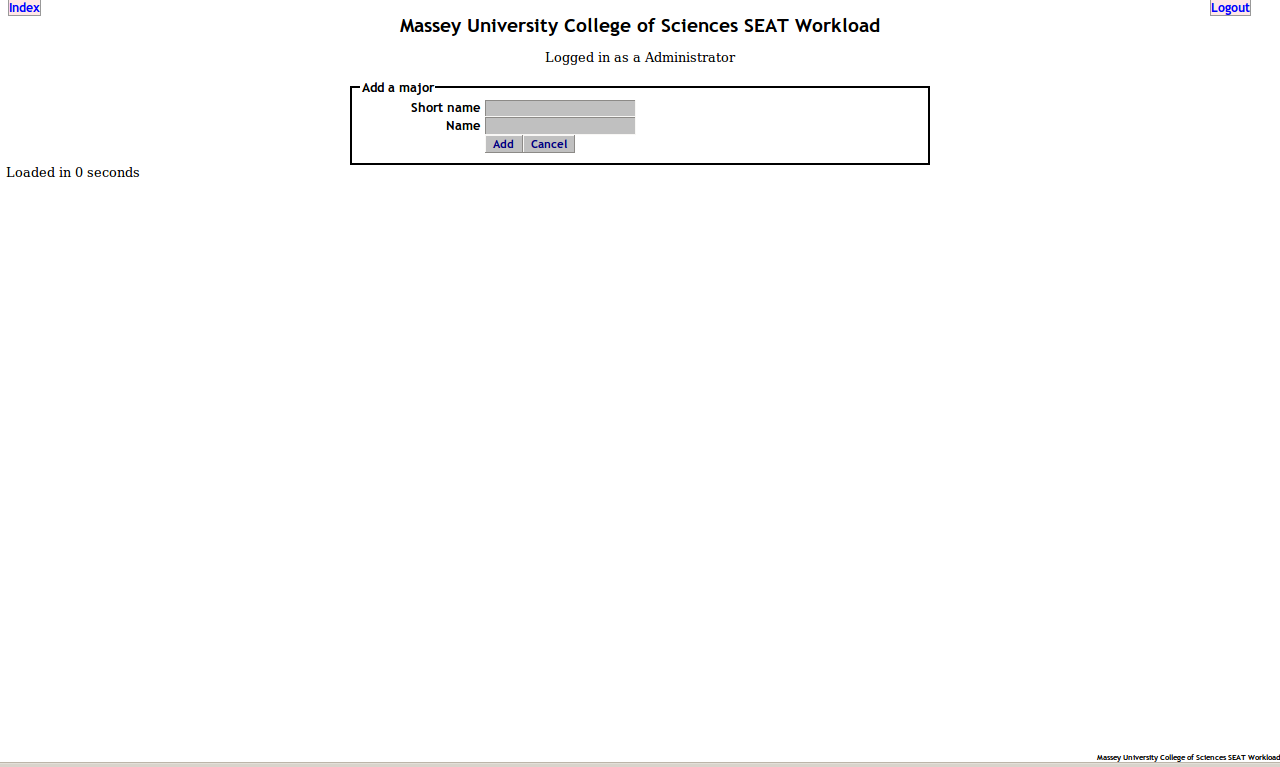 Index
Logout
Massey University College of Sciences SEAT Workload
Logged in as a Administrator
Add a major
Short name
Name
Add Cancel
Loaded in 0 seconds
Massey University College of Sciences SEAT Workload